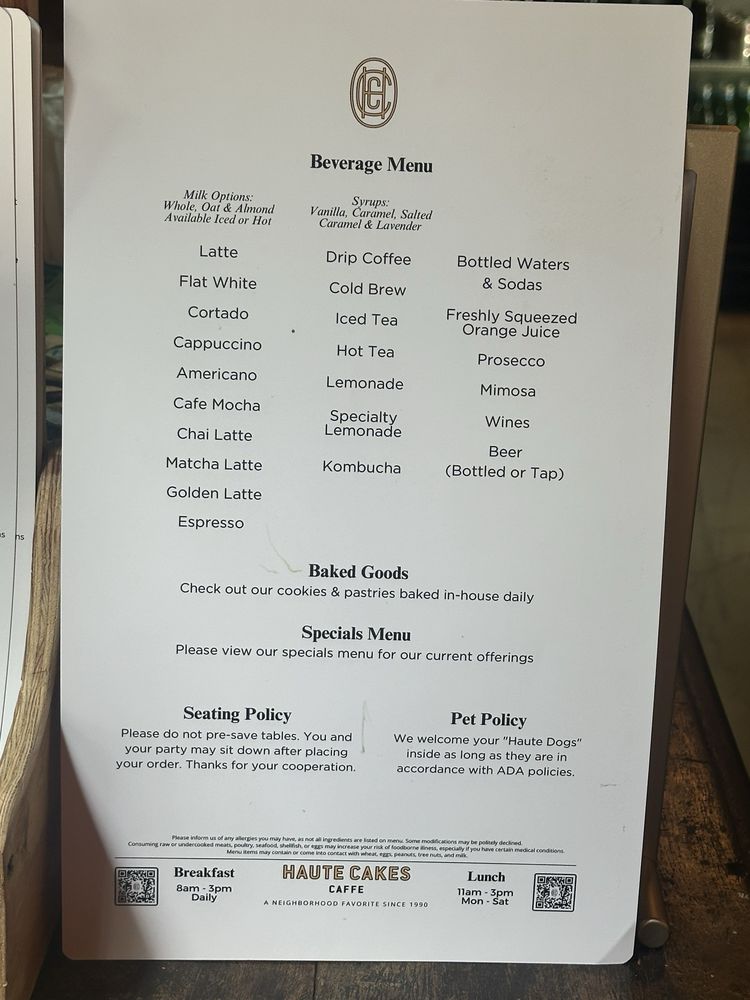 Beverage Menu
Milk Options:
Whole, Oat & Almond
Available Iced or Hot
Latte
Flat White
Cortado
Cappuccino
Americano
Cafe Mocha
Chai Latte
Matcha Latte
Golden Latte
Espresso
Syrups:
Vanilla, Caramel, Salted
Caramel & Lavender
Drip Coffee
Cold Brew
Iced Tea
Hot Tea
Lemonade
Specialty
Lemonade
Kombucha
Bottled Waters
& Sodas
Freshly Squeezed
Orange Juice
Prosecco
Mimosa
Wines
Beer
(Bottled or Tap)
Baked Goods
Check out our cookies & pastries baked in-house daily
Specials Menu
Please view our specials menu for our current offerings
Seating Policy
Please do not pre-save tables. You and
your party may sit down after placing
your order. Thanks for your cooperation.
Pet Policy
We welcome your "Haute Dogs"
inside as long as they are in
accordance with ADA policies.
Please inform us of any allergies you may have, as not all ingredients are listed on menu. Some modifications may be politely declined.
Consuming raw or undercooked meats, poultry, seafood, shellfish, or eggs may increase your risk of foodborne illness, especially if you have certain medical conditions.
Menu items may contain or come into contact with wheat, eggs, peanuts, tree nuts, and milk.
Breakfast
8am - 3pm
Daily
HAUTE CAKES
CAFFE
A NEIGHBORHOOD FAVORITE SINCE 1990
Lunch
11am - 3pm
Mon - Sat